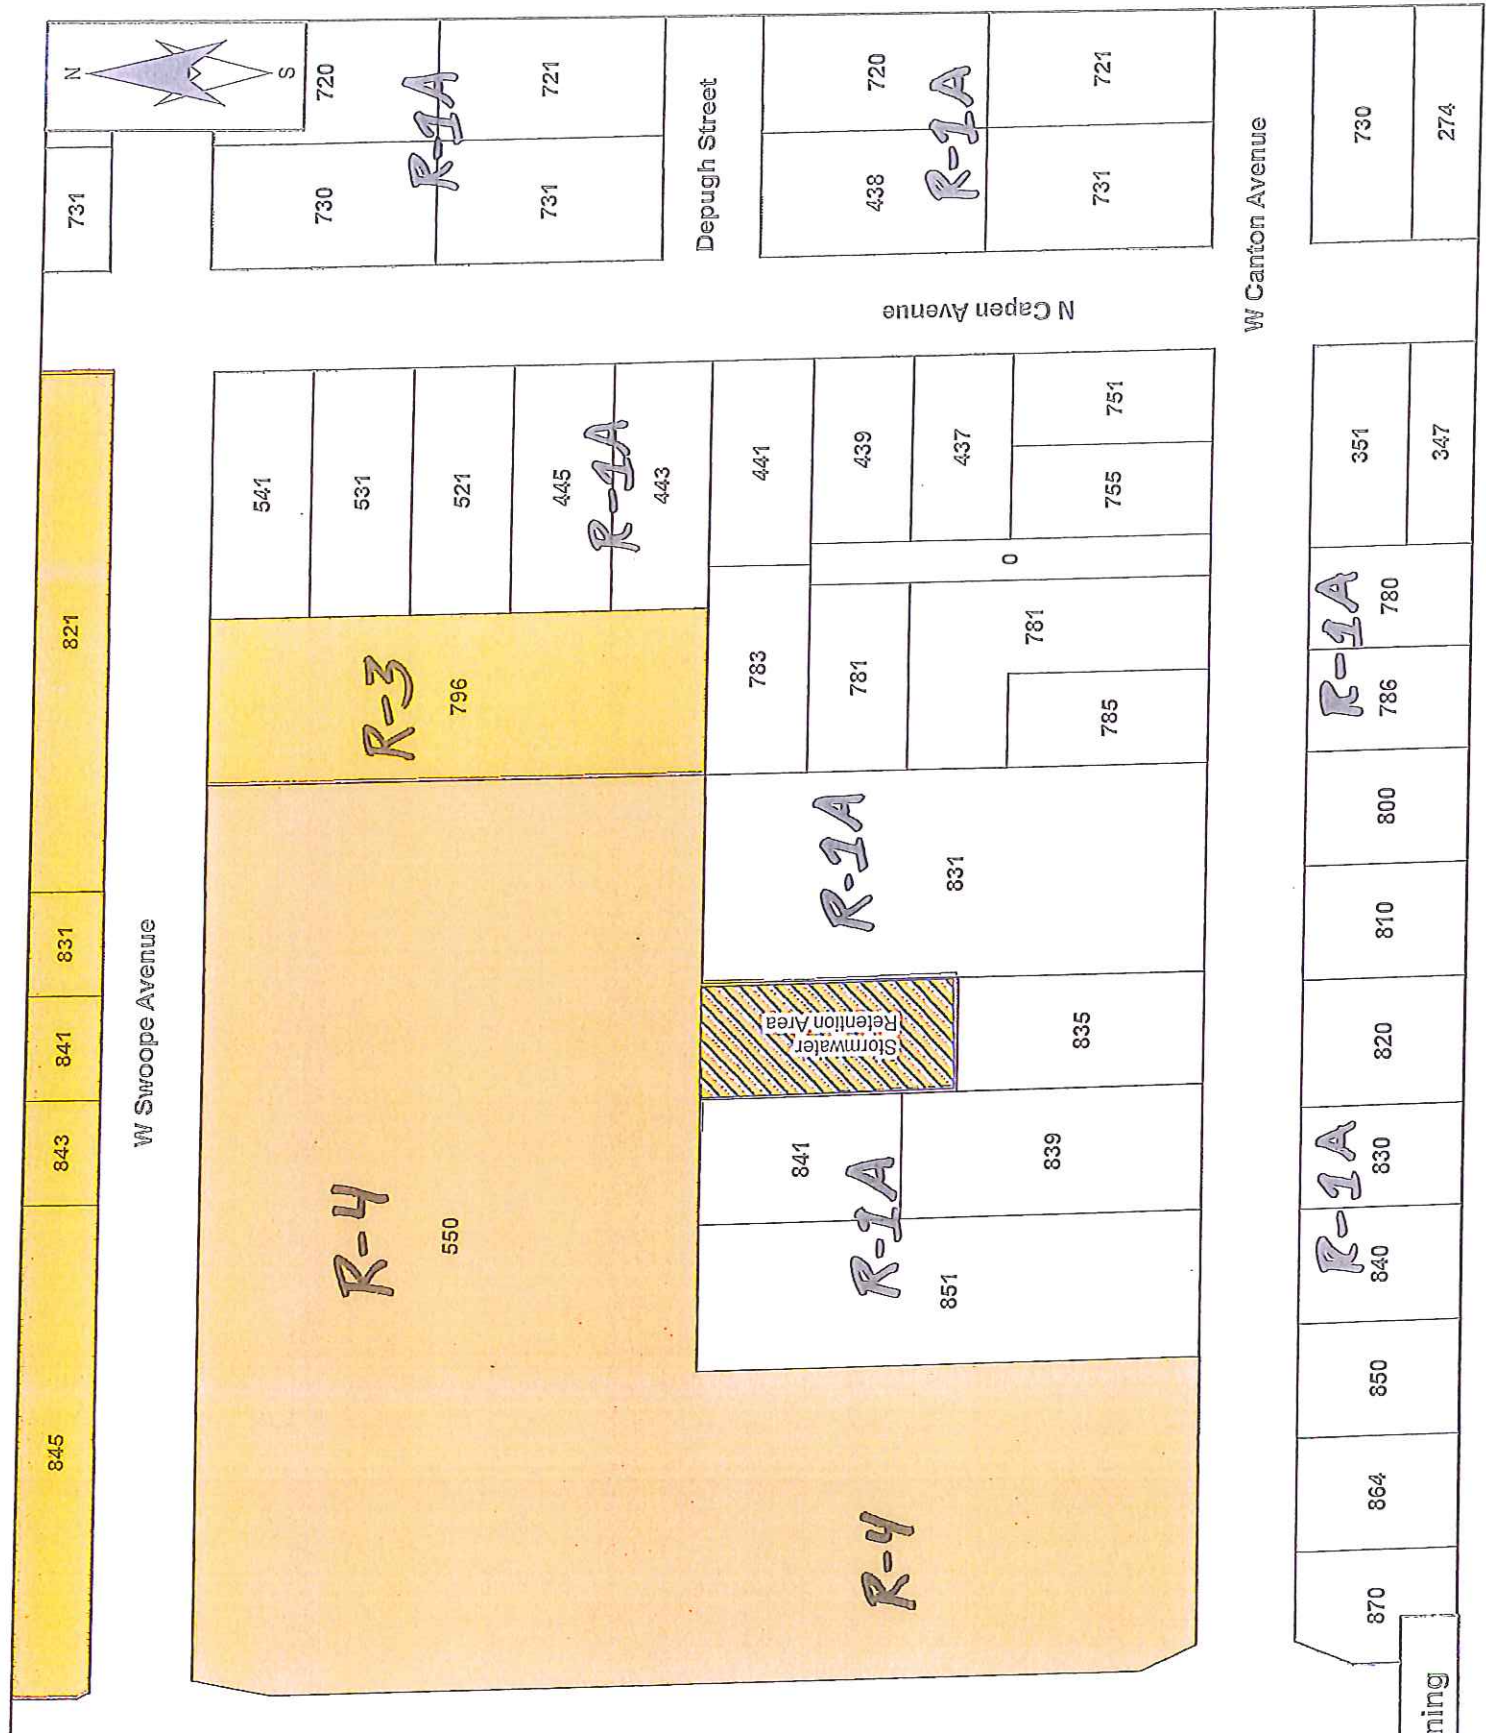 845
843
841
831
821
731
N
S
W Swoope Avenue
R-4
550
R-3
796
541
531
521
445
443
R-1A
730
720
R-1A
731
721
Depugh Street
R-4
R-1A
851
841
839
Stormwater
Retention Area
835
R-1A
831
783
781
781
785
0
441
439
437
755
751
N Capen Avenue
438
720
R-1A
731
721
W Canton Avenue
870
864
850
840
R-1A
830
820
810
800
786
R-1A
780
351
347
730
274
ning